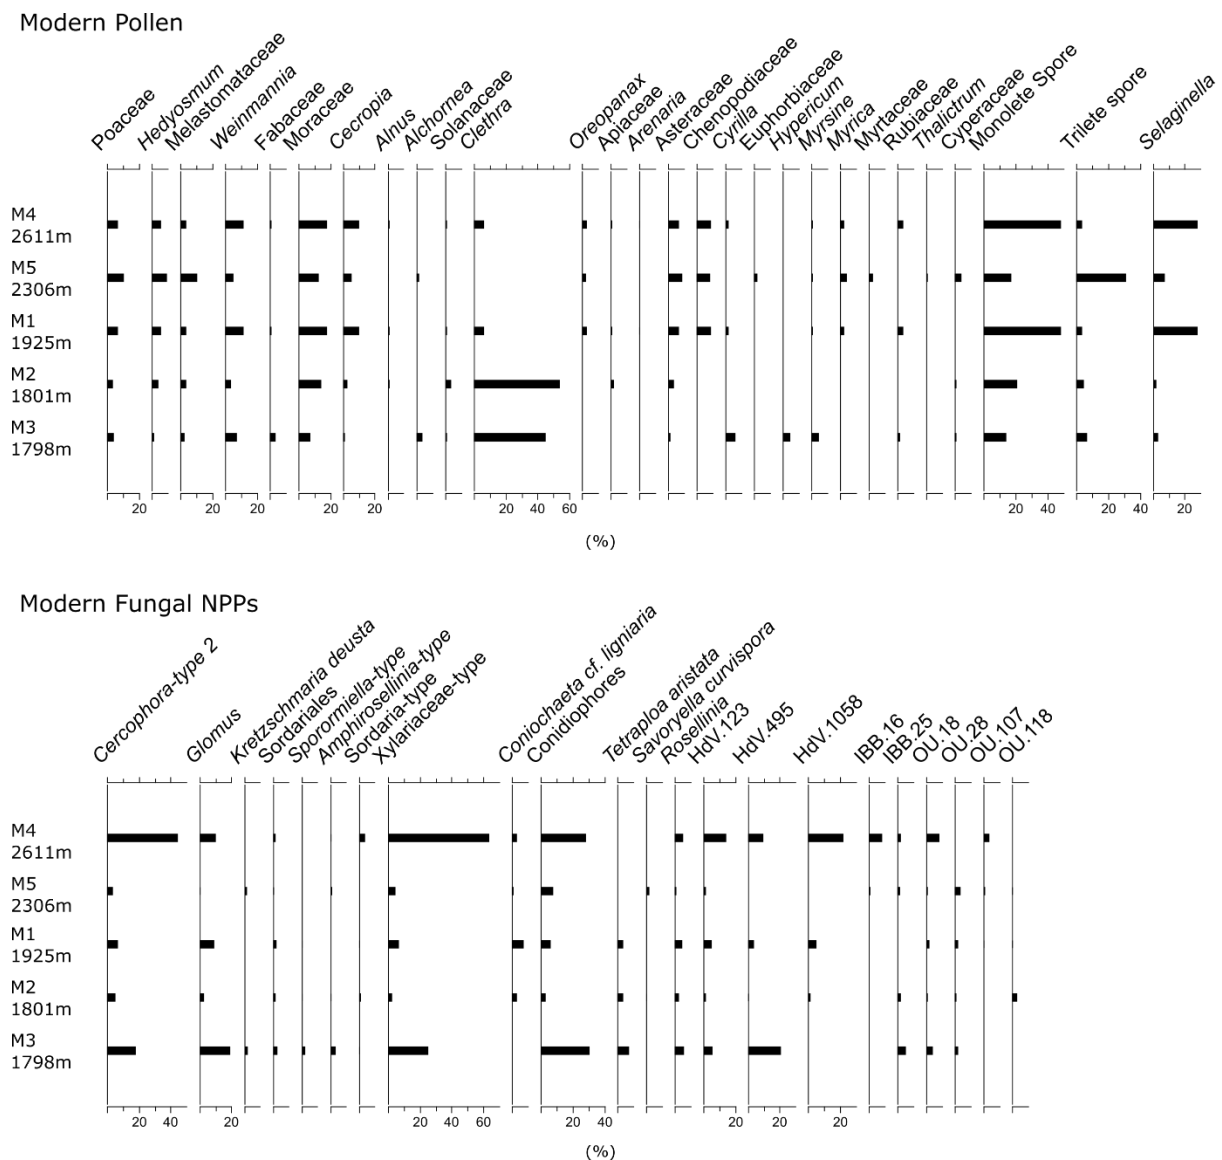 Modern Pollen
Poaceae
Hedyosmum
Melastomataceae
Weinmannia
Fabaceae
Moraceae
Cecropia
Alnus
Alchornea
Solanaceae
Clethra
Oreopanax
Apiaceae
Arenaria
Asteraceae
Chenopodiaceae
Cyrilla
Euphorbiaceae
Hypericum
Myrsine
Myrica
Myrtaceae
Rubiaceae
Thalictrum
Cyperaceae
Monolete Spore
Trilete spore
Selaginella
M4
2611m
M5
2306m
M1
1925m
M2
1801m
M3
1798m
20 20 20 20 20 20 40 60 20 40 20 40 20
(%)
Modern Fungal NPPs
Cercophora-type 2
Glomus
Kretzschmaria deusta
Sordariales
Sporormiella-type
Amphirosellinia-type
Sordaria-type
Xylariaceae-type
Coniochaeta cf. ligniaria
Conidiophores
Tetraploa aristata
Savoryella curvispora
Rosellinia
HdV.123
HdV.495
HdV.1058
IBB.16
IBB.25
OU.18
OU.28
OU.107
OU.118
M4
2611m
M5
2306m
M1
1925m
M2
1801m
M3
1798m
20 40 20 20 40 60 20 40 20 20 20
(%)